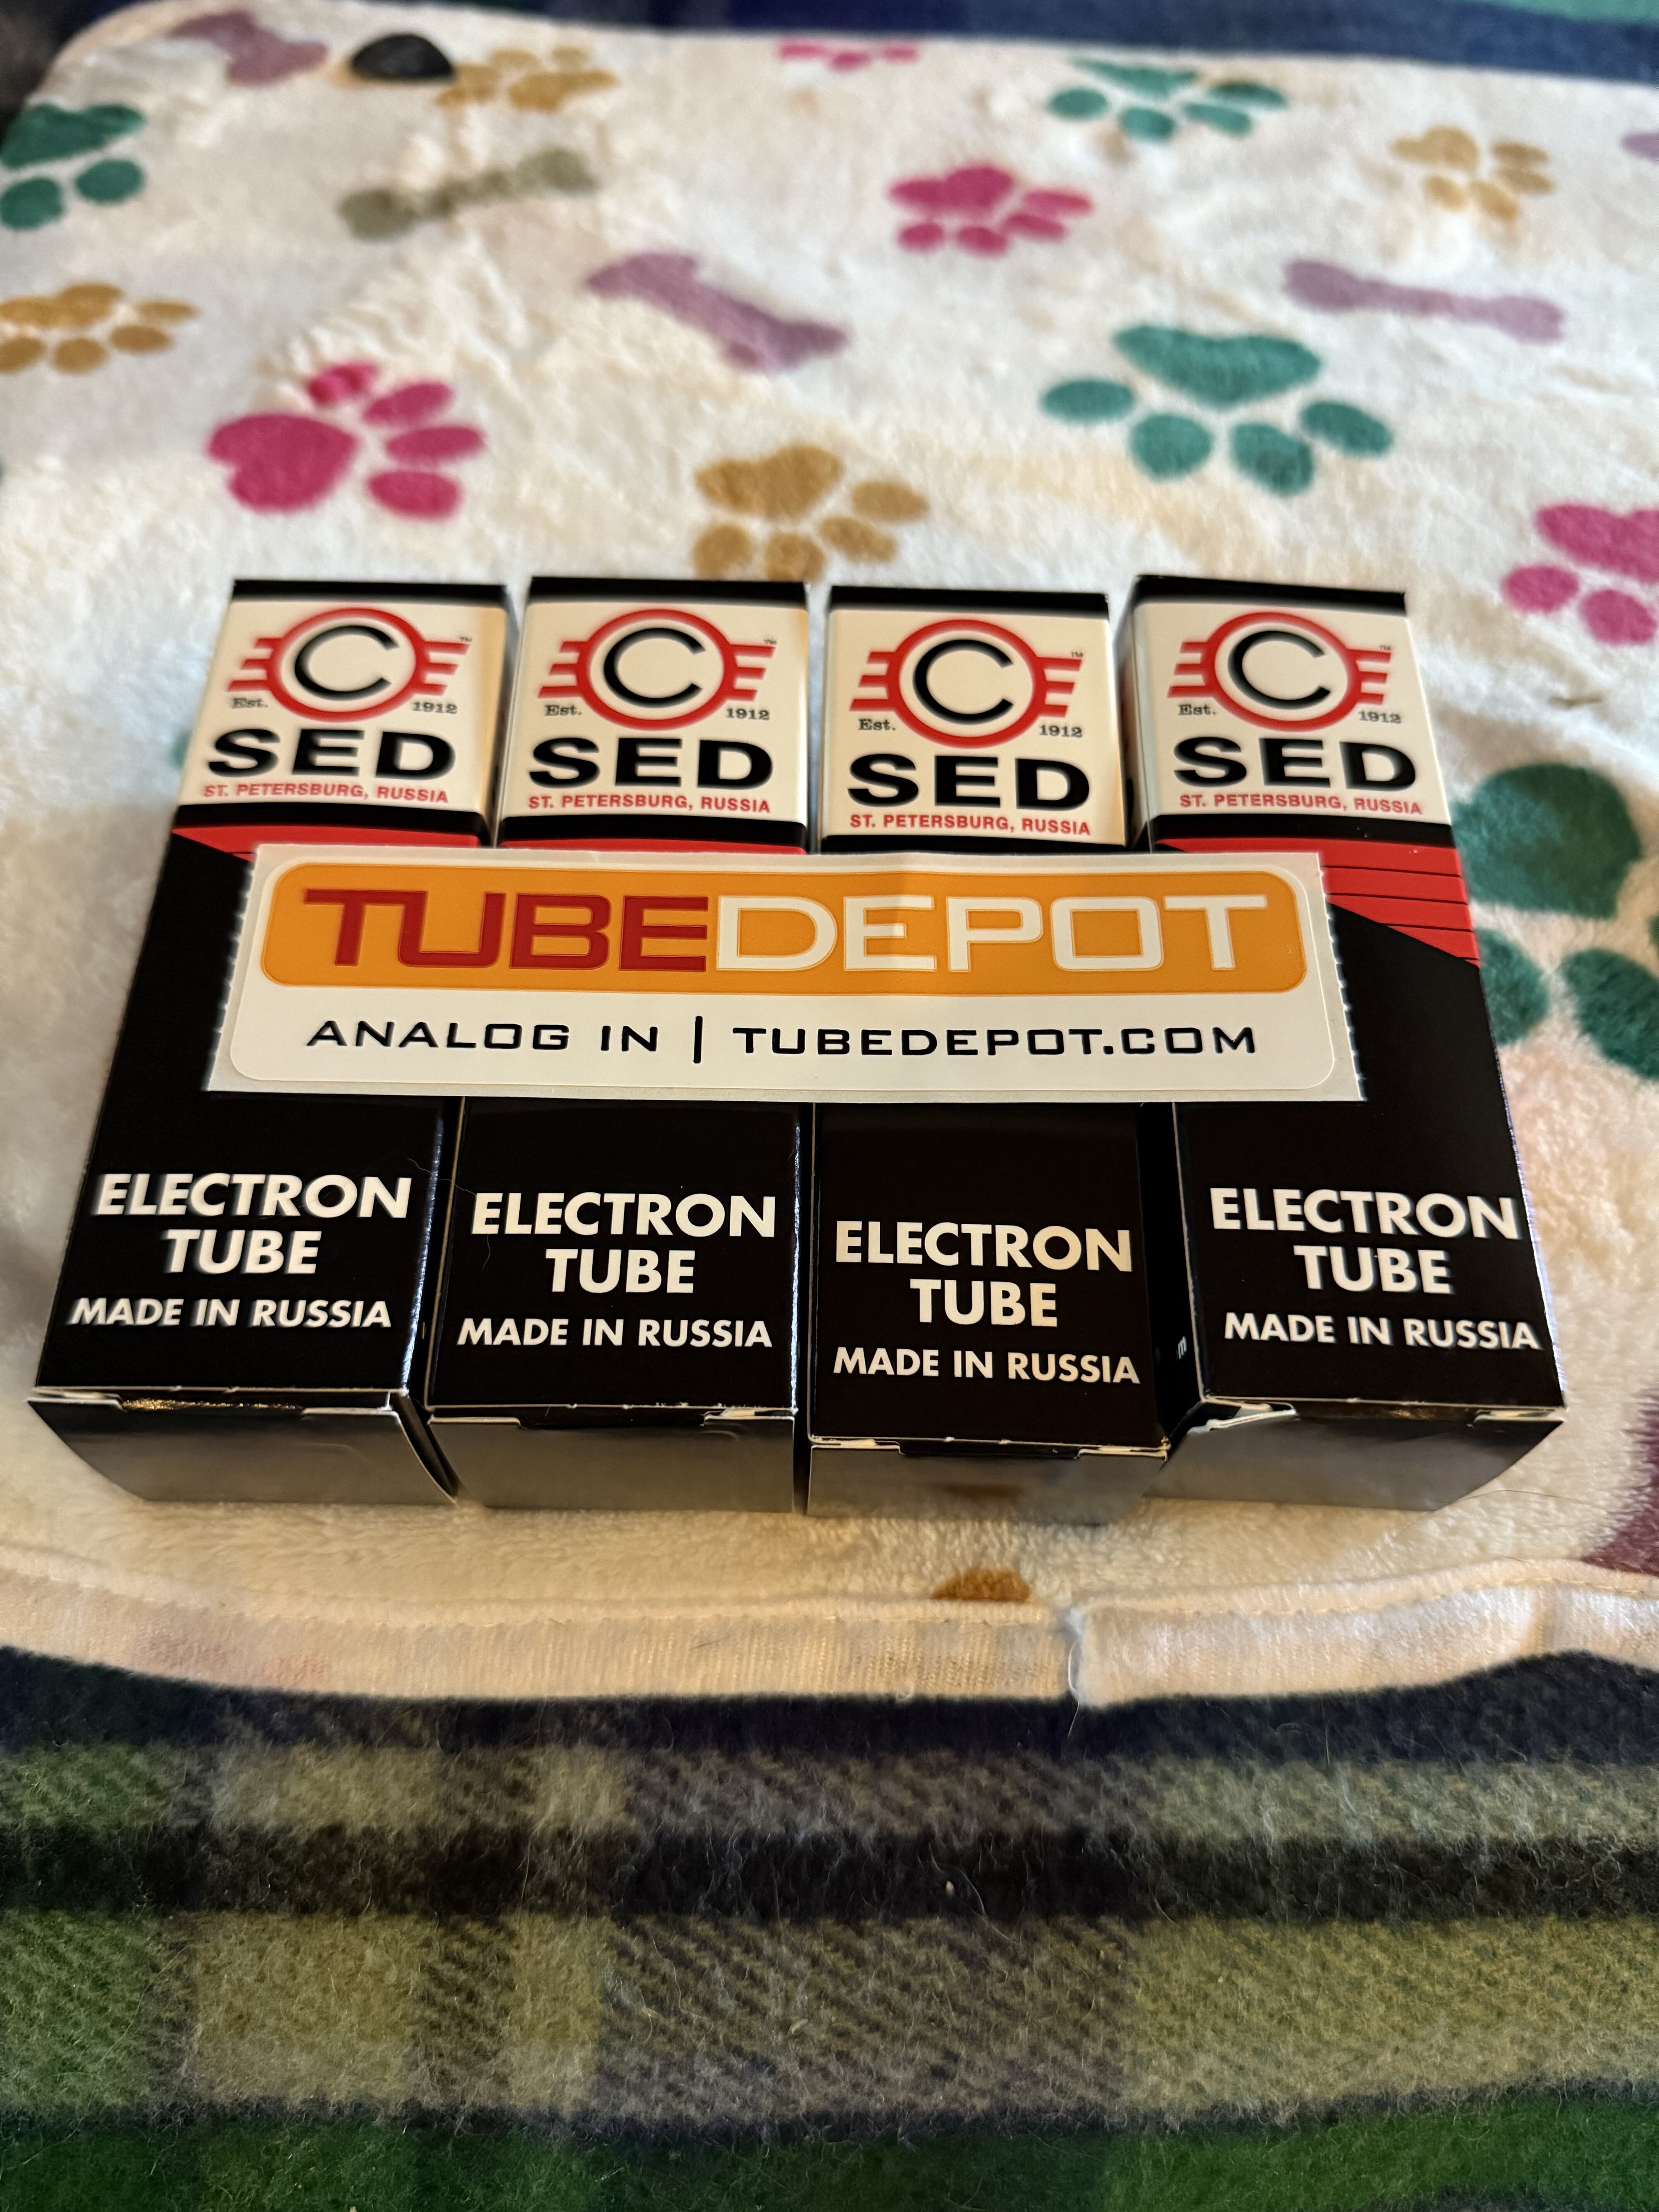 C
Est. 1912
SED
ST. PETERSBURG, RUSSIA
C
Est. 1912
SED
ST. PETERSBURG, RUSSIA
C
Est. 1912
SED
ST. PETERSBURG, RUSSIA
C
Est. 1912
SED
ST. PETERSBURG, RUSSIA
TUBEDEPOT
ANALOG IN | TUBEDEPOT.COM
ELECTRON
TUBE
MADE IN RUSSIA
ELECTRON
TUBE
MADE IN RUSSIA
ELECTRON
TUBE
MADE IN RUSSIA
ELECTRON
TUBE
MADE IN RUSSIA